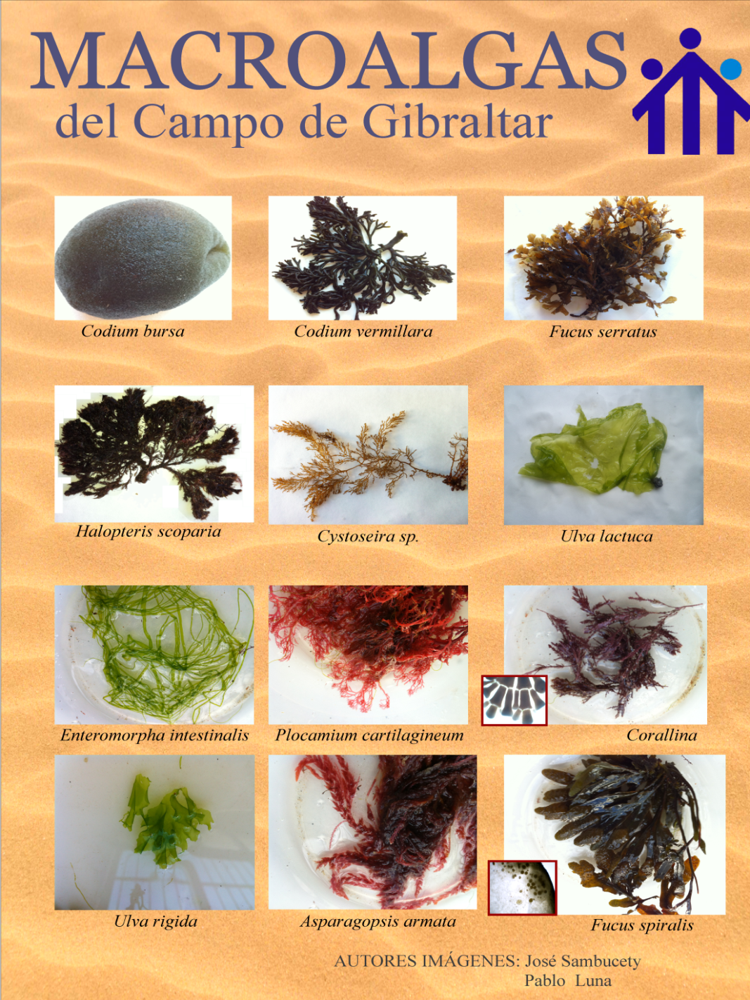 MACROALGAS
del Campo de Gibraltar
Codium bursa
Codium vermillara
Fucus serratus
Halopteris scoparia
Cystoseira sp.
Ulva lactuca
Enteromorpha intestinalis
Plocamium cartilagineum
Corallina
Ulva rigida
Asparagopsis armata
Fucus spiralis
AUTORES IMÁGENES: José Sambucety
Pablo Luna